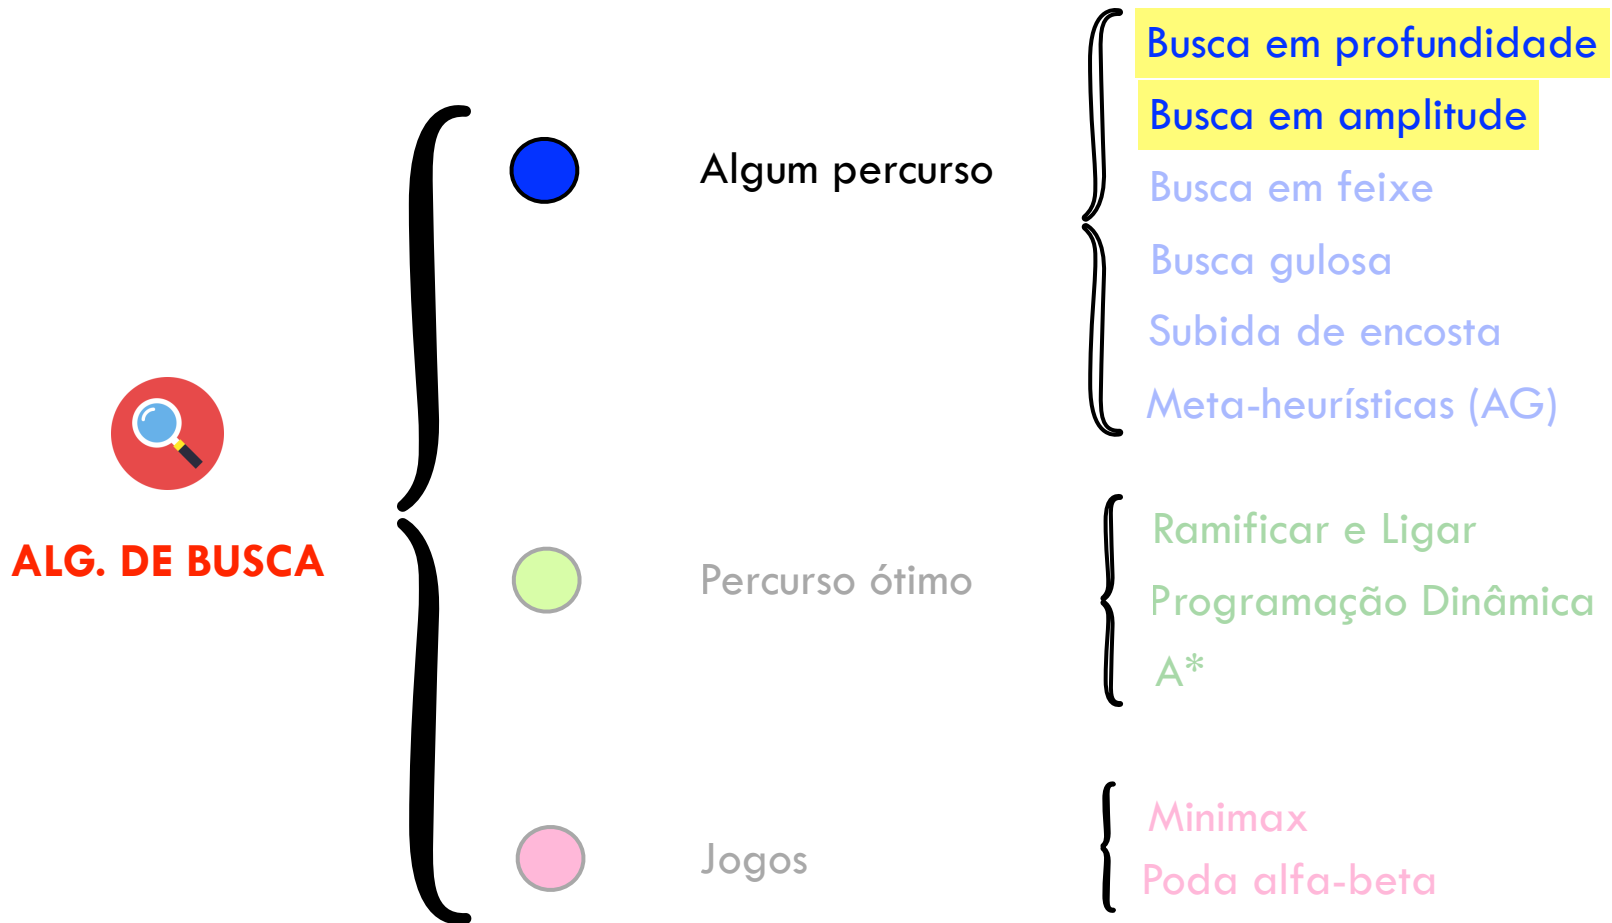 ALG. DE BUSCA
Algum percurso
Busca em profundidade
Busca em amplitude
Busca em feixe
Busca gulosa
Subida de encosta
Meta-heurísticas (AG)
Percurso ótimo
Ramificar e Ligar
Programação Dinâmica
A*
Jogos
Minimax
Poda alfa-beta